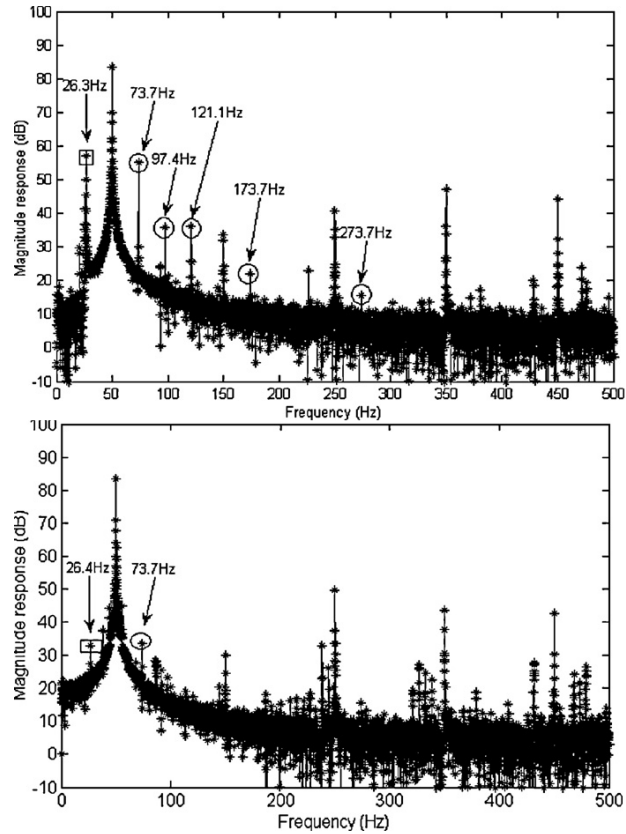 100
90
80
70
60
50
40
30
20
10
0
-10
Magnitude response (dB)
26.3Hz
73.7Hz
97.4Hz
121.1Hz
173.7Hz
273.7Hz
0 50 100 150 200 250 300 350 400 450 500
Frequency (Hz)
100
90
80
70
60
50
40
30
20
10
0
-10
Magnitude response (dB)
26.4Hz
73.7Hz
0 100 200 300 400 500
Frequency (Hz)